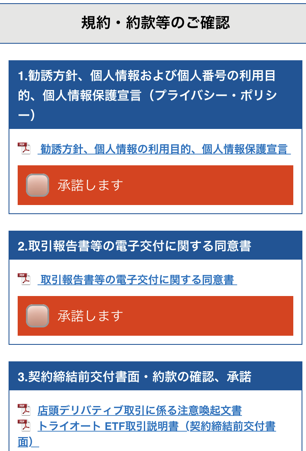 規約・約款等のご確認
1.勧誘方針、個人情報および個人番号の利用目
的、個人情報保護宣言（プライバシー・ポリシ
ー）
勧誘方針、個人情報の利用目的、個人情報保護宣言
承諾します
2.取引報告書等の電子交付に関する同意書
取引報告書等の電子交付に関する同意書
承諾します
3.契約締結前交付書面・約款の確認、承諾
店頭デリバティブ取引に係る注意喚起文書
トライオート ETF取引説明書（契約締結前交付書
面）